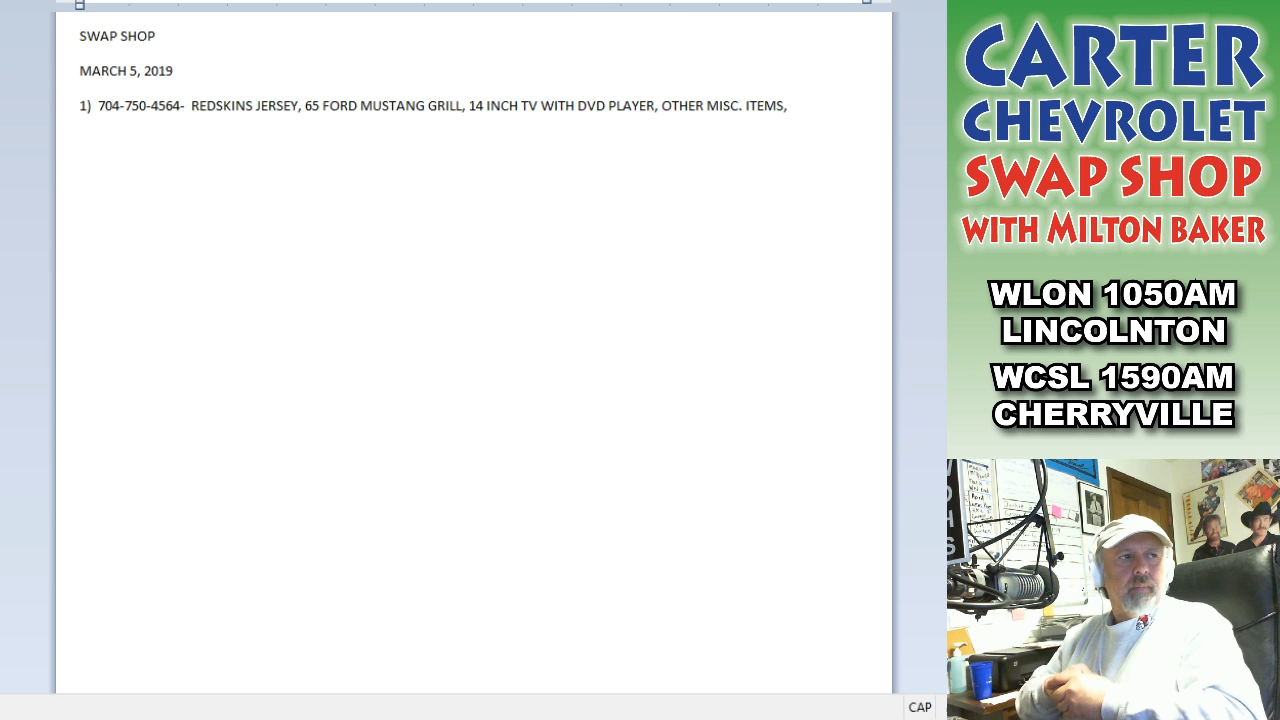 SWAP SHOP
MARCH 5, 2019
1)  704-750-4564-  REDSKINS JERSEY, 65 FORD MUSTANG GRILL, 14 INCH TV WITH DVD PLAYER, OTHER MISC. ITEMS,
CAP
CARTER
CHEVROLET
SWAP SHOP
WITH MILTON BAKER
WLON 1050AM
LINCOLNTON
WCSL 1590AM
CHERRYVILLE